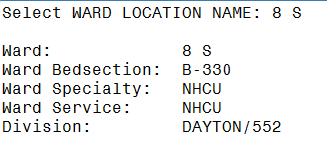 Select WARD LOCATION NAME: 8 S
Ward: 8 S
Ward Bedsection: B-330
Ward Specialty: NHCU
Ward Service: NHCU
Division: DAYTON/552